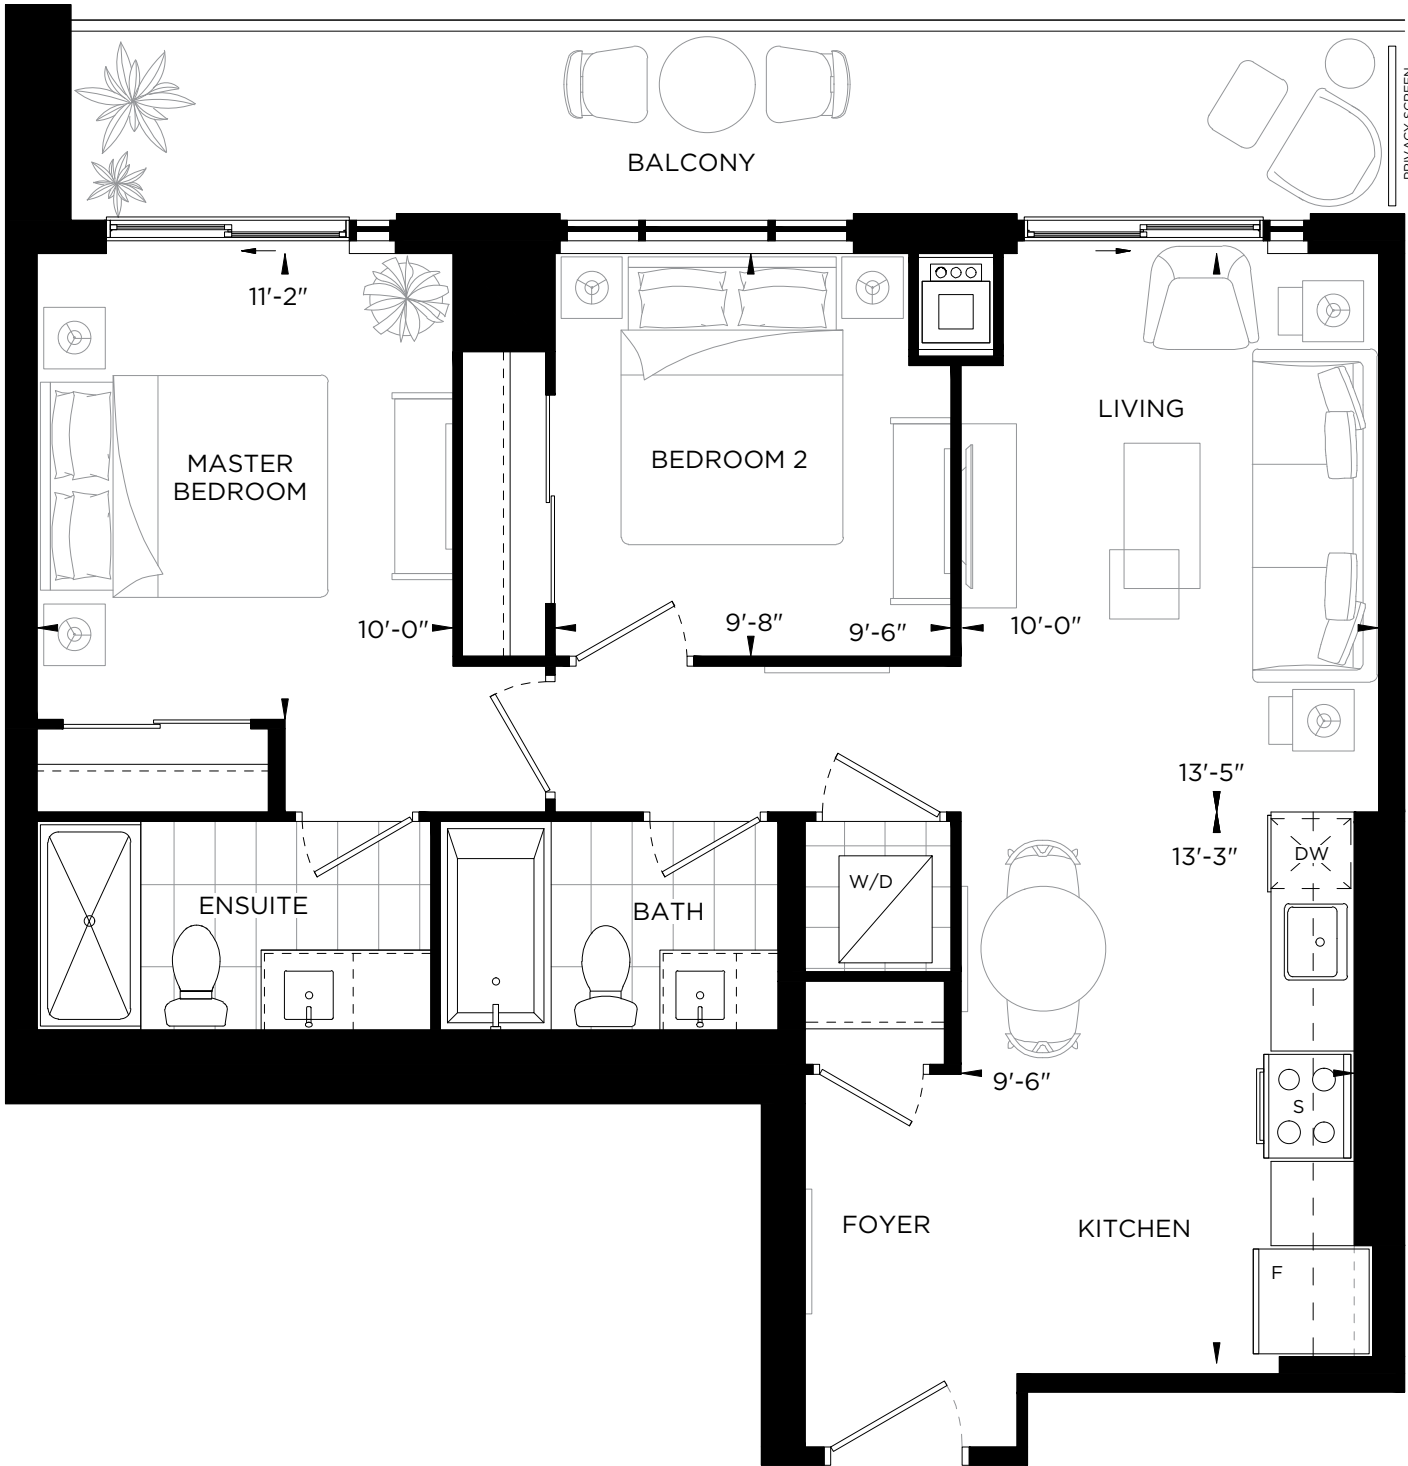 PRIVACY SCREEN
BALCONY
11'-2"
LIVING
MASTER
BEDROOM
BEDROOM 2
10'-0"
9'-8"
9'-6"
10'-0"
13'-5"
13'-3"
DW
W/D
ENSUITE
BATH
9'-6"
S
FOYER
KITCHEN
F